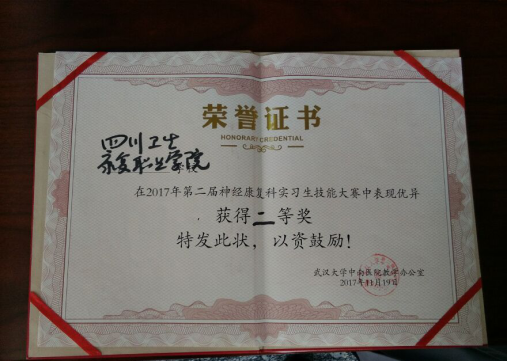 荣誉证书
HONORARY CREDENTIAL
四川卫生
康复职业学院
在2017年第二届神经康复科实习生技能大赛中表现优异
获得二等奖
特发此状，以资鼓励！
武汉大学中南医院教学办公室
2017年11月19日